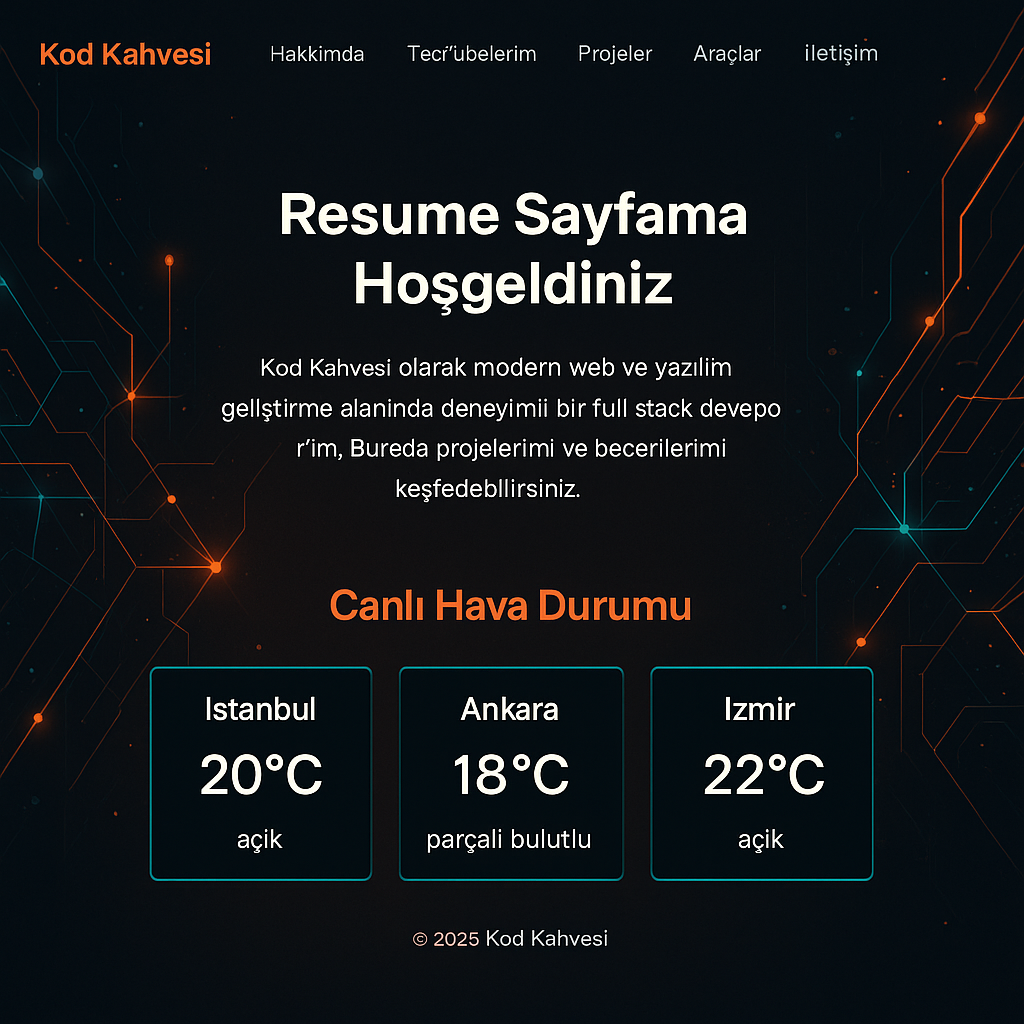 Kod Kahvesi Hakkimda Tecr’übelerim Projeler Araçlar iletişim
Resume Sayfama
Hoşgeldiniz
Kod Kahvesi olarak modern web ve yazılim
gellştirme alaninda deneyimii bir full stack devepo
r’im, Bureda projelerimi ve becerilerimi
keşfedebllirsiniz.
Canlı Hava Durumu
Istanbul
20°C
açik
Ankara
18°C
parçali bulutlu
Izmir
22°C
açik
© 2025 Kod Kahvesi